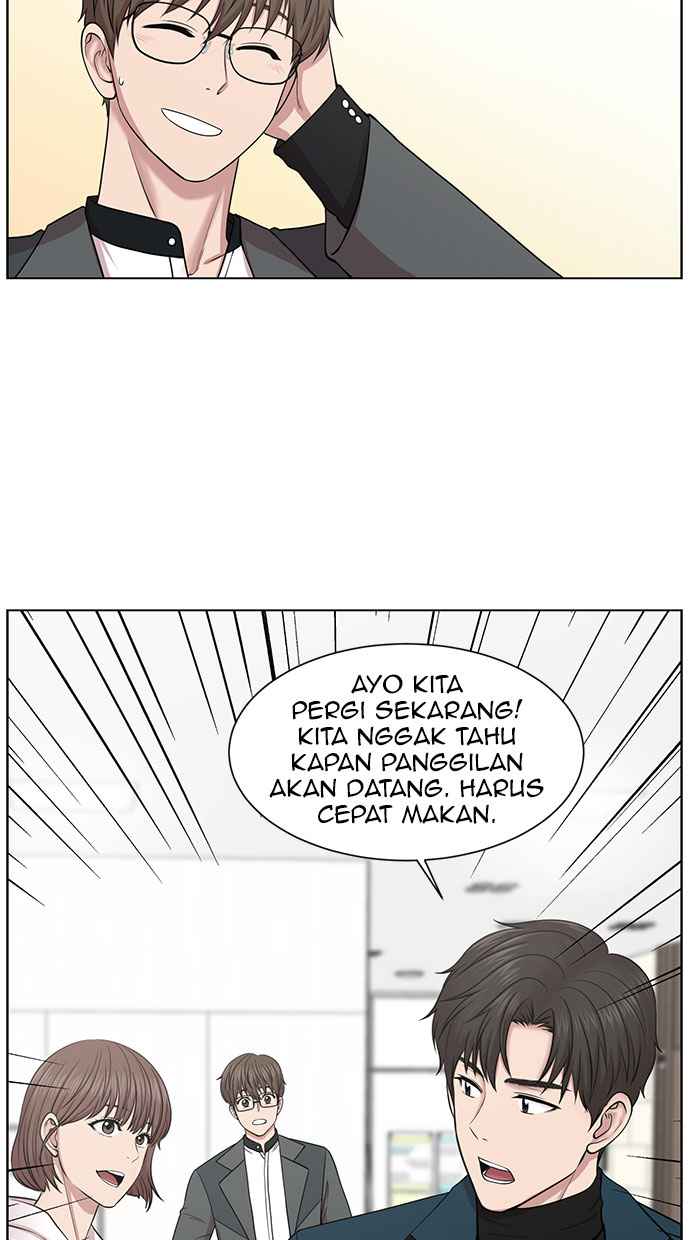 AYO KITA
PERGI SEKARANG!
KITA NGGAK TAHU
KAPAN PANGGILAN
AKAN DATANG. HARUS
CEPAT MAKAN.